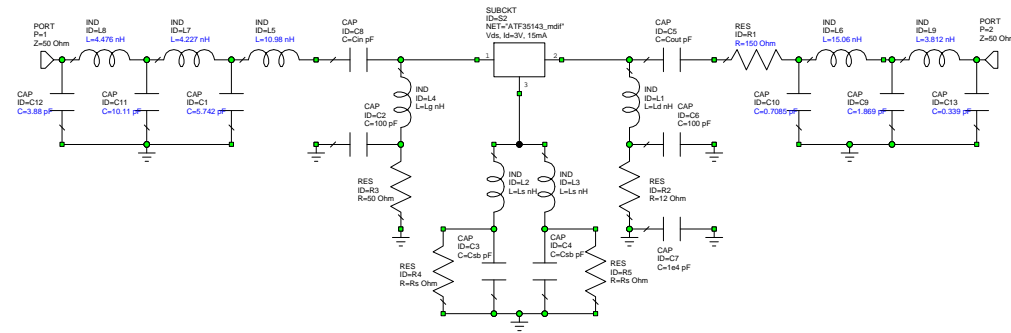 PORT
P=1
Z=50 Ohm
IND
ID=L8
L=4.476 nH
IND
ID=L7
L=4.227 nH
IND
ID=L5
L=10.98 nH
CAP
ID=C8
C=Cin pF
SUBCKT
ID=S2
NET="ATF35143_mdif"
Vds, Id=3V, 15mA
1
2
3
CAP
ID=C5
C=Cout pF
RES
ID=R1
R=150 Ohm
IND
ID=L6
L=15.06 nH
IND
ID=L9
L=3.812 nH
PORT
P=2
Z=50 Ohm
CAP
ID=C12
C=3.88 pF
CAP
ID=C11
C=10.11 pF
CAP
ID=C1
C=5.742 pF
IND
ID=L4
L=Lg nH
CAP
ID=C2
C=100 pF
IND
ID=L1
L=Ld nH
CAP
ID=C6
C=100 pF
CAP
ID=C10
C=0.7085 pF
CAP
ID=C9
C=1.869 pF
CAP
ID=C13
C=0.339 pF
RES
ID=R3
R=50 Ohm
IND
ID=L2
L=Ls nH
IND
ID=L3
L=Ls nH
RES
ID=R2
R=12 Ohm
CAP
ID=C3
C=Csb pF
CAP
ID=C4
C=Csb pF
CAP
ID=C7
C=1e4 pF
RES
ID=R4
R=Rs Ohm
RES
ID=R5
R=Rs Ohm